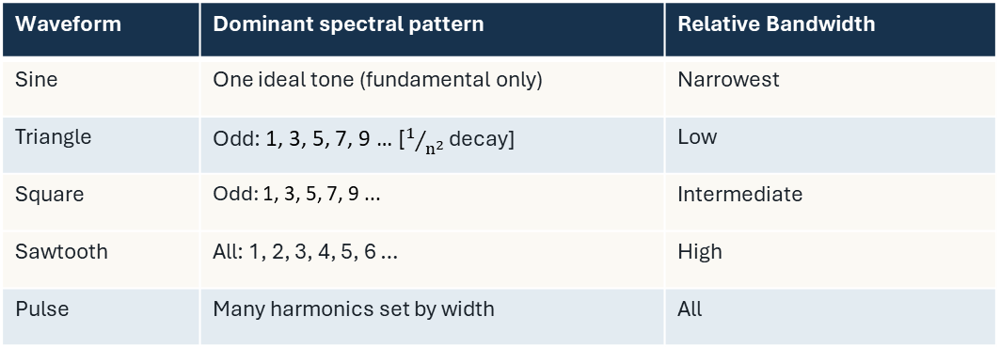 Waveform Dominant spectral pattern Relative Bandwidth
Sine One ideal tone (fundamental only) Narrowest
Triangle Odd: 1, 3, 5, 7, 9 ... [1/n² decay] Low
Square Odd: 1, 3, 5, 7, 9 ... Intermediate
Sawtooth All: 1, 2, 3, 4, 5, 6 ... High
Pulse Many harmonics set by width All